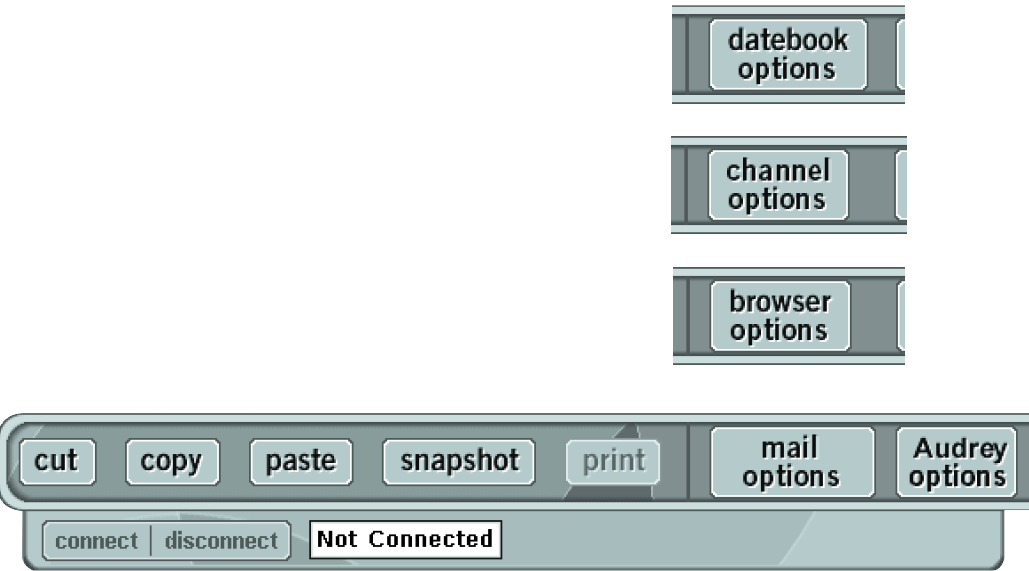 datebook
options
channel
options
browser
options
cut copy paste snapshot print mail options Audrey options
connect disconnect Not Connected